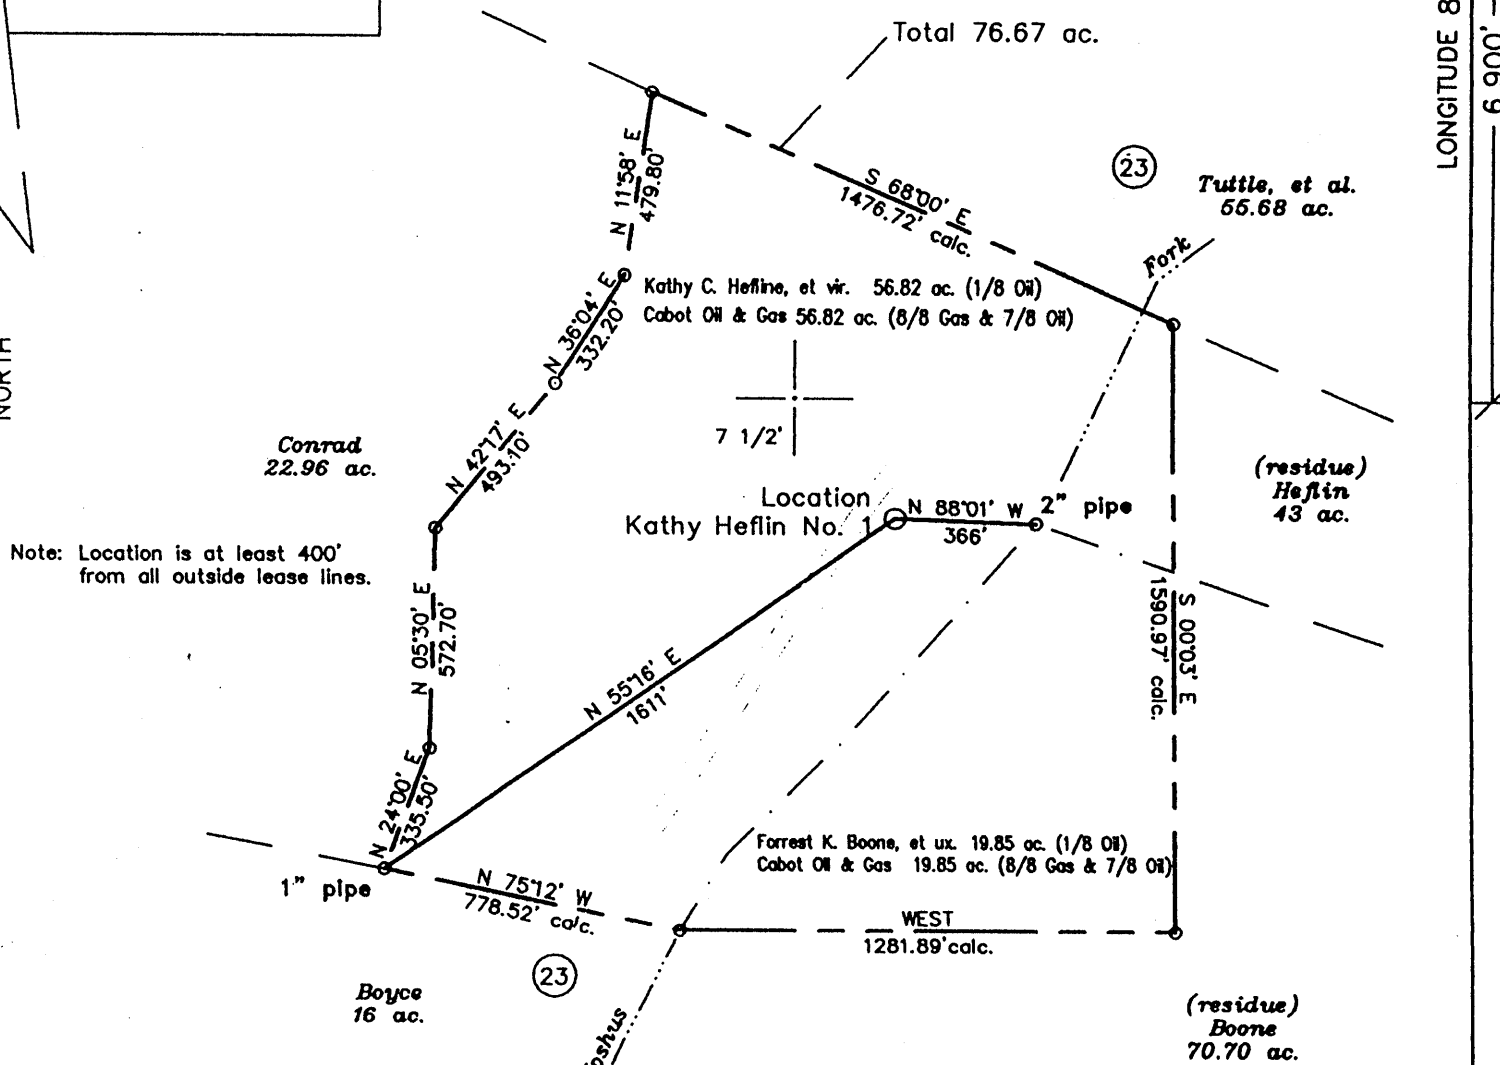 Total 76.67 ac.
LONGITUDE 8
6 900'
23
Tuttle, et al.
55.68 ac.
N 11°58' E
479.80'
S 68°00' E
1476.72' calc.
Fork
Kathy C. Hefline, et vir. 56.82 ac. (1/8 Oil)
Cabot Oil & Gas 56.82 ac. (8/8 Gas & 7/8 Oil)
N 36°04' E
332.20'
NORTH
7 1/2'
Conrad
22.96 ac.
N 42°17' E
493.10'
(residue)
Heflin
43 ac.
Location
Kathy Heflin No. 1
N 88°01' W
366'
2" pipe
Note: Location is at least 400'
from all outside lease lines.
N 05°30' E
572.70'
S 00°03' E
1590.97' calc.
N 55°16' E
1611'
N 24°00' E
335.50'
Forrest K. Boone, et ux. 19.85 ac. (1/8 Oil)
Cabot Oil & Gas 19.85 ac. (8/8 Gas & 7/8 Oil)
1" pipe
N 75°12' W
778.52' calc.
WEST
1281.89' calc.
23
Boyce
16 ac.
(residue)
Boone
70.70 ac.